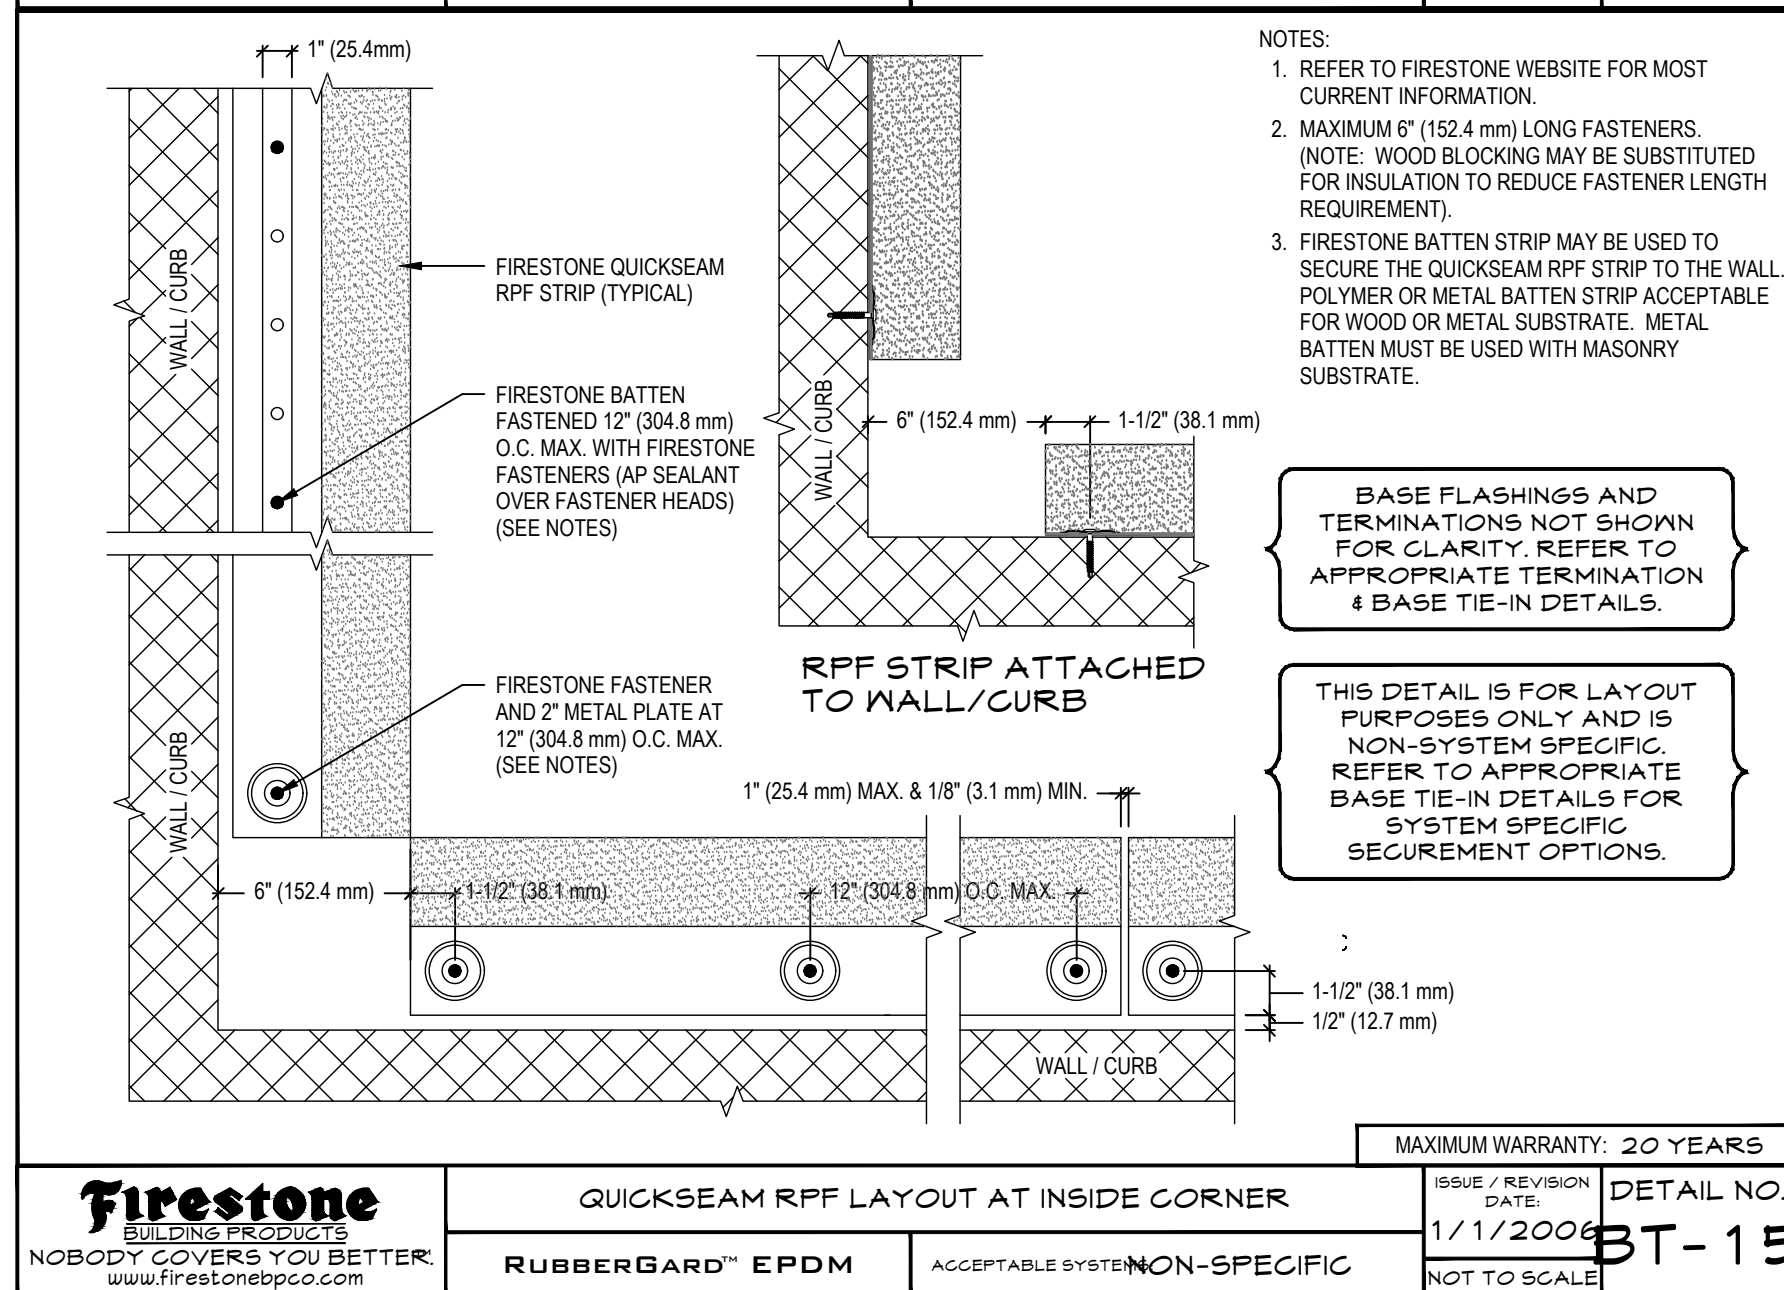 1" (25.4mm)
WALL / CURB
WALL / CURB
FIRESTONE QUICKSEAM
RPF STRIP (TYPICAL)
FIRESTONE BATTEN
FASTENED 12" (304.8 mm)
O.C. MAX. WITH FIRESTONE
FASTENERS (AP SEALANT
OVER FASTENER HEADS)
(SEE NOTES)
FIRESTONE FASTENER
AND 2" METAL PLATE AT
12" (304.8 mm) O.C. MAX.
(SEE NOTES)
WALL / CURB
6" (152.4 mm)
1-1/2" (38.1 mm)
RPF STRIP ATTACHED
TO WALL/CURB
1" (25.4 mm) MAX. & 1/8" (3.1 mm) MIN.
6" (152.4 mm)
1-1/2" (38.1 mm)
12" (304.8 mm) O.C. MAX.
1-1/2" (38.1 mm)
1/2" (12.7 mm)
WALL / CURB
NOTES:
1. REFER TO FIRESTONE WEBSITE FOR MOST
CURRENT INFORMATION.
2. MAXIMUM 6" (152.4 mm) LONG FASTENERS.
(NOTE: WOOD BLOCKING MAY BE SUBSTITUTED
FOR INSULATION TO REDUCE FASTENER LENGTH
REQUIREMENT).
3. FIRESTONE BATTEN STRIP MAY BE USED TO
SECURE THE QUICKSEAM RPF STRIP TO THE WALL.
POLYMER OR METAL BATTEN STRIP ACCEPTABLE
FOR WOOD OR METAL SUBSTRATE. METAL
BATTEN MUST BE USED WITH MASONRY
SUBSTRATE.
BASE FLASHINGS AND
TERMINATIONS NOT SHOWN
FOR CLARITY. REFER TO
APPROPRIATE TERMINATION
& BASE TIE-IN DETAILS.
THIS DETAIL IS FOR LAYOUT
PURPOSES ONLY AND IS
NON-SYSTEM SPECIFIC.
REFER TO APPROPRIATE
BASE TIE-IN DETAILS FOR
SYSTEM SPECIFIC
SECUREMENT OPTIONS.
MAXIMUM WARRANTY: 20 YEARS
Firestone
BUILDING PRODUCTS
NOBODY COVERS YOU BETTER.™
www.firestonebpco.com
QUICKSEAM RPF LAYOUT AT INSIDE CORNER
RUBBERGARD™ EPDM
ACCEPTABLE SYSTEMS: NON-SPECIFIC
ISSUE / REVISION
DATE:
1/1/2006
NOT TO SCALE
DETAIL NO.
BT-15